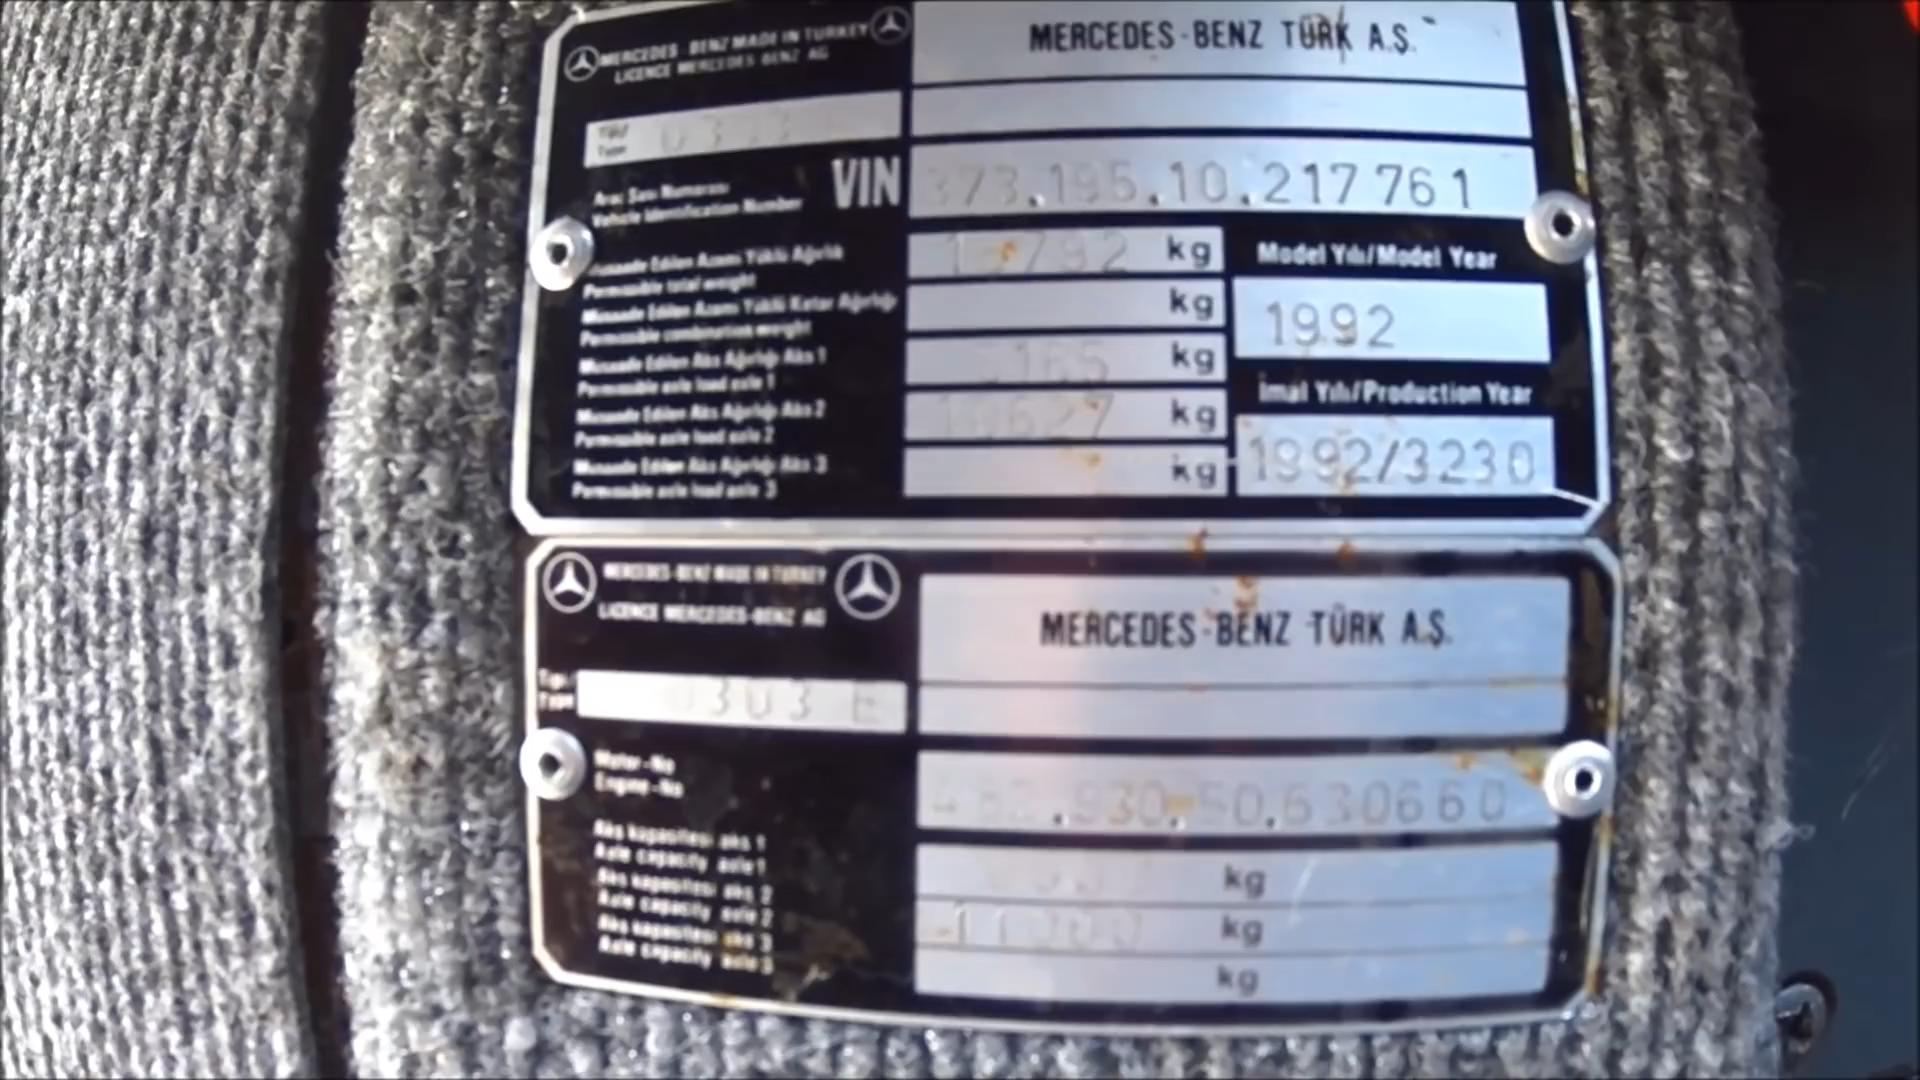 MERCEDES-BENZ MADE IN TURKEY
LICENCE MERCEDES BENZ AG
MERCEDES-BENZ TÜRK A.Ş.
Type
VIN
373.195.10.217761
Araç Şasi Numarası
Vehicle Identification Number
Müsaade Edilen Azami Yüklü Ağırlık
Permissible total weight
kg
Müsaade Edilen Azami Yüklü Katar Ağırlığı
Permissible combination weight
kg
Müsaade Edilen Aks Ağırlığı Aks 1
Permissible axle load axle 1
kg
Müsaade Edilen Aks Ağırlığı Aks 2
Permissible axle load axle 2
kg
Müsaade Edilen Aks Ağırlığı Aks 3
Permissible axle load axle 3
kg
Model Yılı/Model Year
1992
İmal Yılı/Production Year
1992/3230
MERCEDES-BENZ MADE IN TURKEY
LICENCE MERCEDES-BENZ AG
MERCEDES-BENZ TÜRK A.Ş.
Type
0303 E
Motor-No
Engine-No
Aks kapasitesi aks 1
Axle capacity axle 1
kg
Aks kapasitesi aks 2
Axle capacity axle 2
11000 kg
Aks kapasitesi aks 3
Axle capacity axle 3
kg